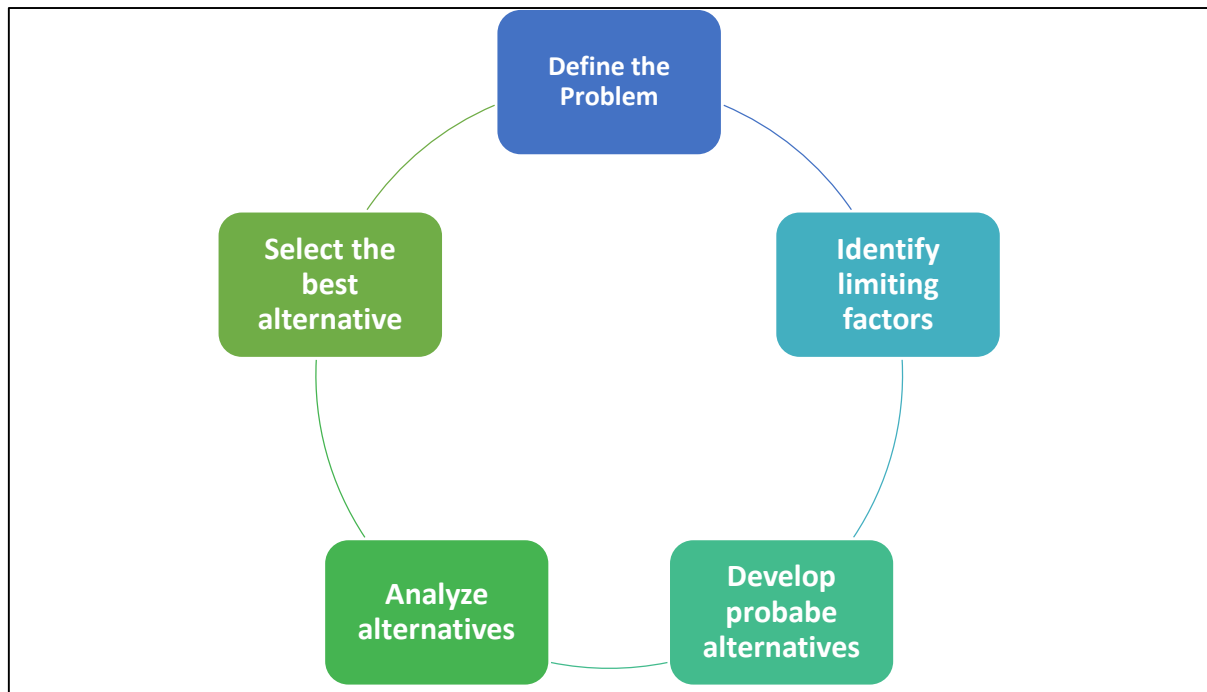 Define the
Problem
Identify
limiting
factors
Develop
probabe
alternatives
Analyze
alternatives
Select the
best
alternative